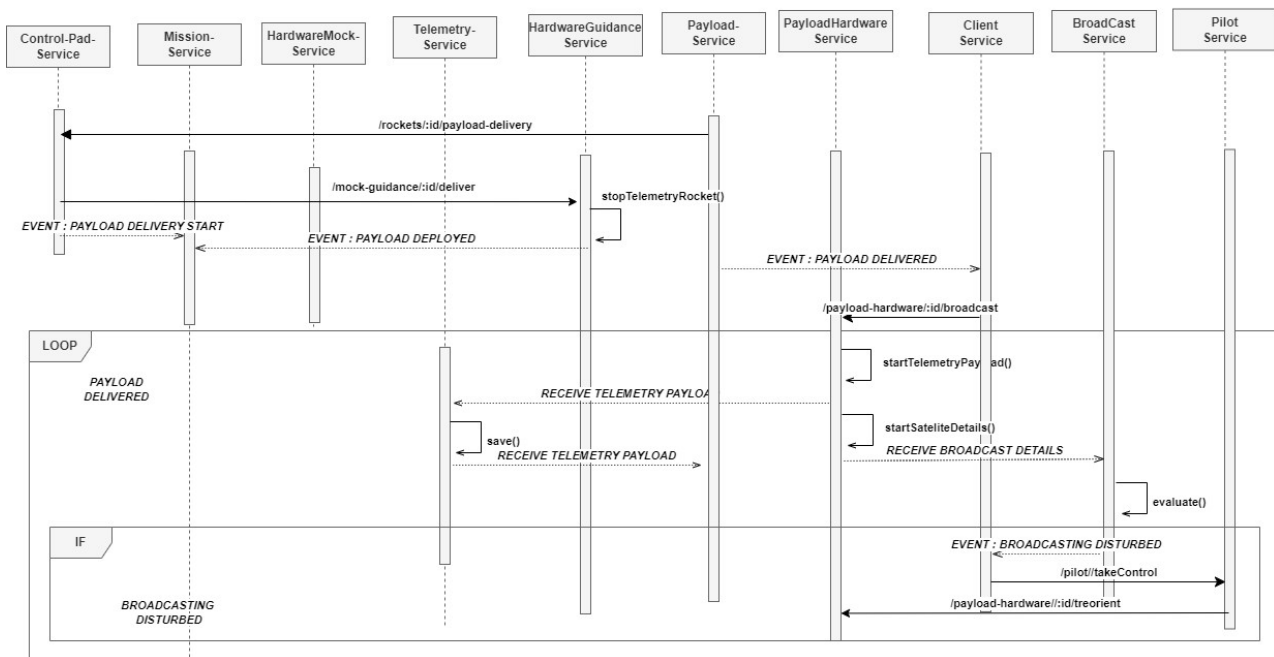 Control-Pad-
Service
Mission-
Service
HardwareMock-
Service
Telemetry-
Service
HardwareGuidance
Service
Payload-
Service
PayloadHardware
Service
Client
Service
BroadCast
Service
Pilot
Service
/rockets/:id/payload-delivery
/mock-guidance/:id/deliver
stopTelemetryRocket()
EVENT : PAYLOAD DELIVERY START
EVENT : PAYLOAD DEPLOYED
EVENT : PAYLOAD DELIVERED
/payload-hardware/:id/broadcast
LOOP
PAYLOAD
DELIVERED
startTelemetryPay ad()
RECEIVE TELEMETRY PAYLOA
startSateliteDetails()
save()
RECEIVE TELEMETRY PAYLOAD
RECEIVE BROADCAST DETAILS
evaluate()
IF
EVENT : BROADCASTING DISTURBED
/pilot//takeControl
BROADCASTING
DISTURBED
/payload-hardware//:id/treorient